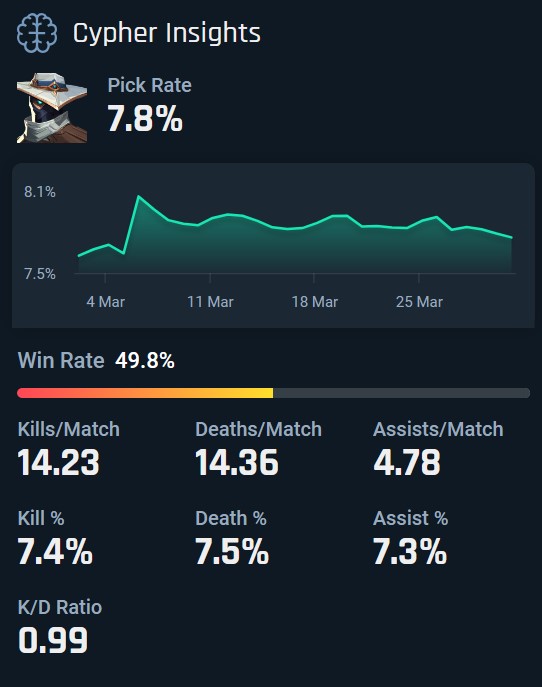 Cypher Insights
Pick Rate
7.8%
8.1%
7.5%
4 Mar 11 Mar 18 Mar 25 Mar
Win Rate 49.8%
Kills/Match Deaths/Match Assists/Match
14.23 14.36 4.78
Kill % Death % Assist %
7.4% 7.5% 7.3%
K/D Ratio
0.99